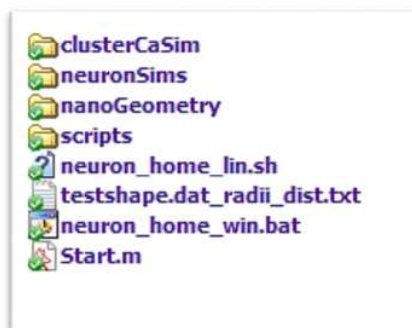 clusterCaSim
neuronSims
nanoGeometry
scripts
neuron_home_lin.sh
testshape.dat_radii_dist.txt
neuron_home_win.bat
Start.m